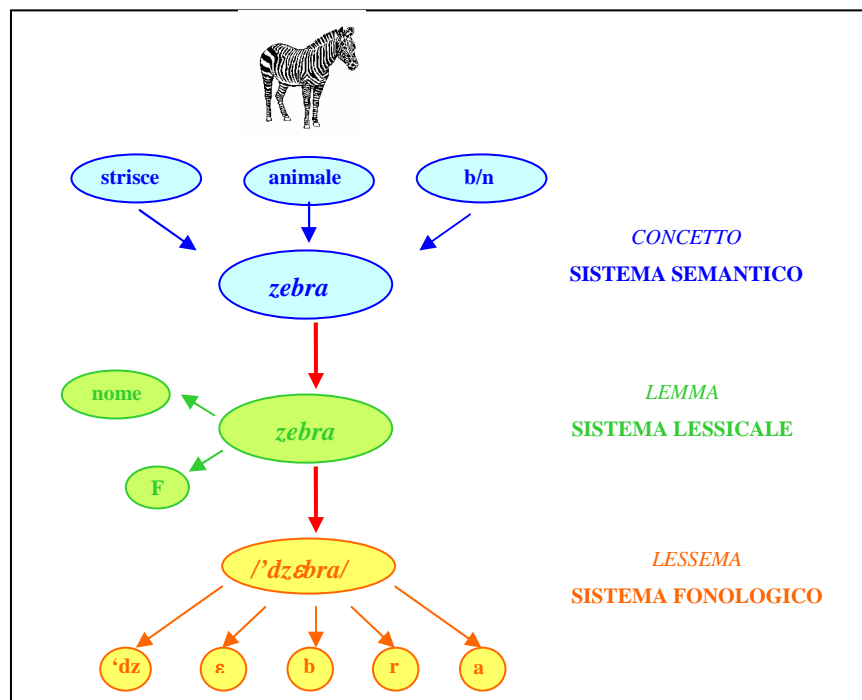 strisce animale b/n
CONCETTO
zebra
SISTEMA SEMANTICO
nome
LEMMA
zebra
SISTEMA LESSICALE
F
/’dzɛbra/
LESSEMA
SISTEMA FONOLOGICO
‘dz ɛ b r a